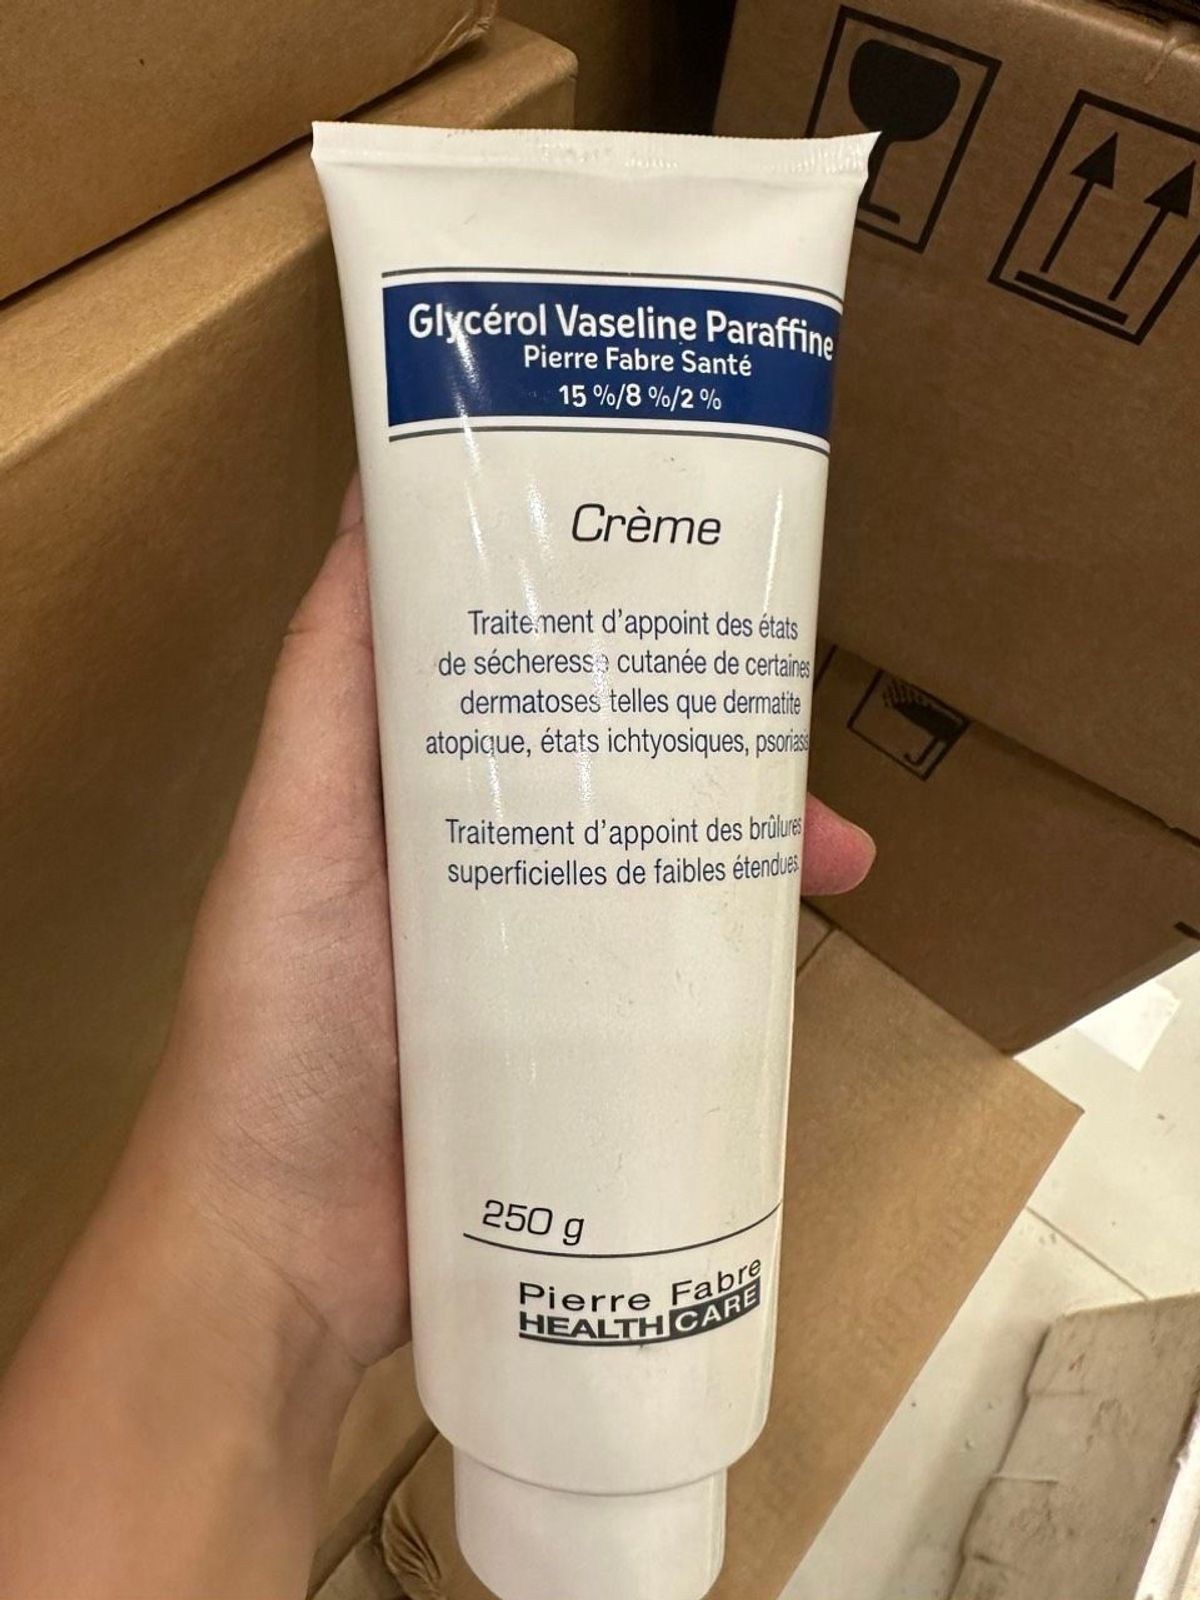 Glycérol Vaseline Paraffine
Pierre Fabre Santé
15 %/8 %/2 %
Crème
Traitement d'appoint des états
de sécheresse cutanée de certaines
dermatoses telles que dermatite
atopique, états ichtyosiques, psoriasis
Traitement d'appoint des brûlures
superficielles de faibles étendues.
250 g
Pierre Fabre
HEALTH CARE